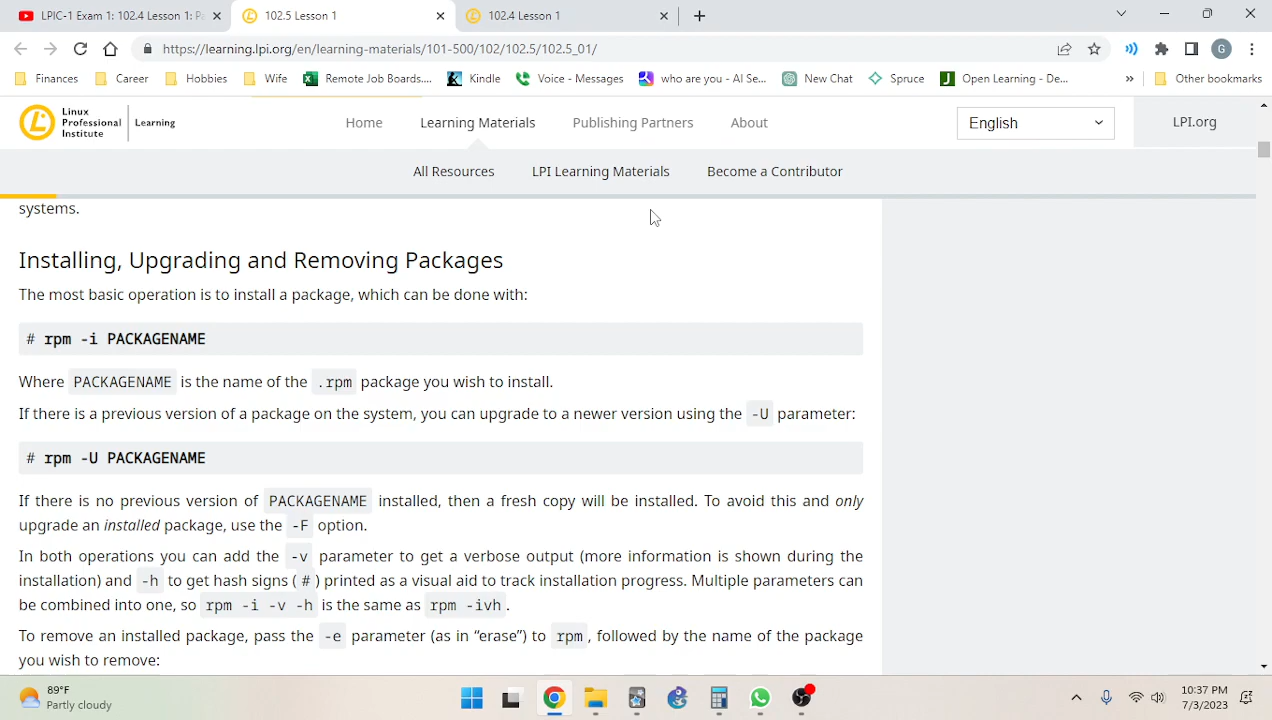 LPIC-1 Exam 1: 102.4 Lesson 1: Pa
102.5 Lesson 1
102.4 Lesson 1
https://learning.lpi.org/en/learning-materials/101-500/102/102.5/102.5_01/
G
Finances
Career
Hobbies
Wife
Remote Job Boards....
Kindle
Voice - Messages
who are you - AI Se...
New Chat
Spruce
Open Learning - De...
»
Other bookmarks
Linux
Professional
Institute
Learning
Home
Learning Materials
Publishing Partners
About
English
LPI.org
All Resources
LPI Learning Materials
Become a Contributor
systems.
Installing, Upgrading and Removing Packages
The most basic operation is to install a package, which can be done with:
# rpm -i PACKAGENAME
Where PACKAGENAME is the name of the .rpm package you wish to install.
If there is a previous version of a package on the system, you can upgrade to a newer version using the -U parameter:
# rpm -U PACKAGENAME
If there is no previous version of PACKAGENAME installed, then a fresh copy will be installed. To avoid this and only
upgrade an installed package, use the -F option.
In both operations you can add the -v parameter to get a verbose output (more information is shown during the
installation) and -h to get hash signs (#) printed as a visual aid to track installation progress. Multiple parameters can
be combined into one, so rpm -i -v -h is the same as rpm -ivh.
To remove an installed package, pass the -e parameter (as in “erase”) to rpm, followed by the name of the package
you wish to remove:
89°F
Partly cloudy
10:37 PM
7/3/2023